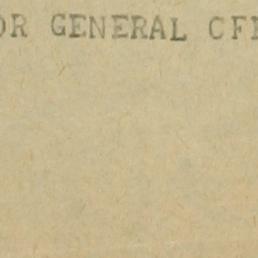 OR GENERAL CF